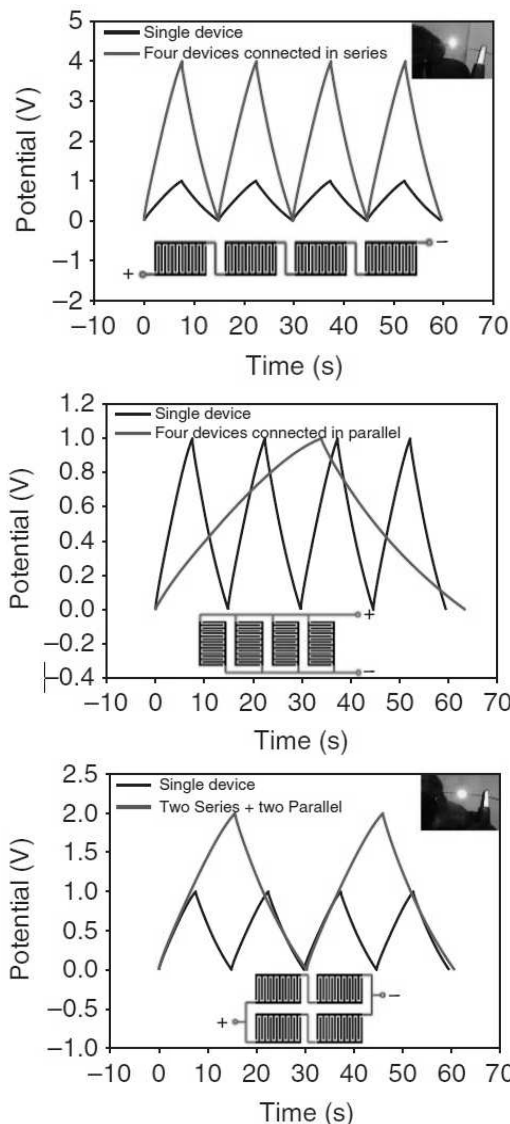 5
4
3
2
1
0
−1
−2
Potential (V)
Single device
Four devices connected in series
+
−
−10 0 10 20 30 40 50 60 70
Time (s)
1.2
1.0
0.8
0.6
0.4
0.2
0.0
−0.2
−0.4
Potential (V)
Single device
Four devices connected in parallel
+
−
−10 0 10 20 30 40 50 60 70
Time (s)
2.5
2.0
1.5
1.0
0.5
0.0
−0.5
−1.0
Potential (V)
Single device
Two Series + two Parallel
+
−
−10 0 10 20 30 40 50 60 70
Time (s)